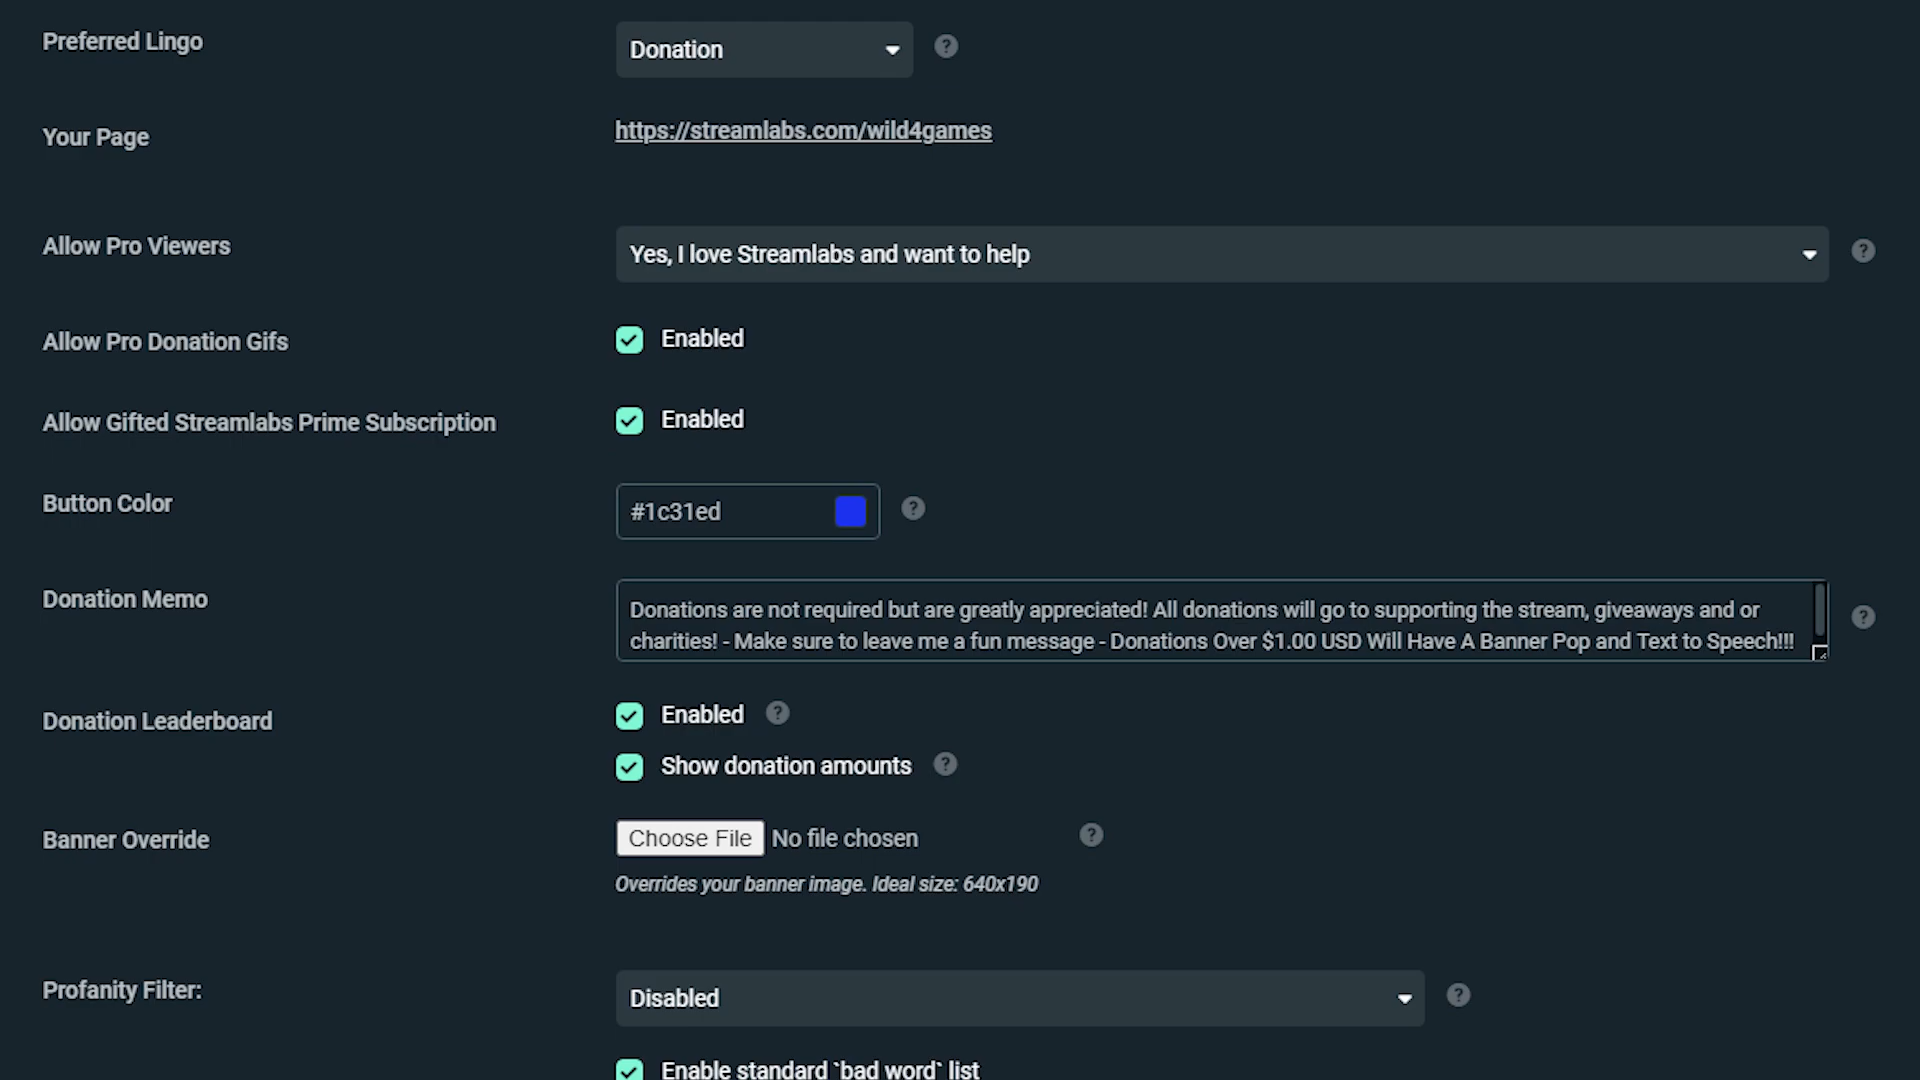 Preferred Lingo
Donation
Your Page
https://streamlabs.com/wild4games
Allow Pro Viewers
Yes, I love Streamlabs and want to help
Allow Pro Donation Gifs
Enabled
Allow Gifted Streamlabs Prime Subscription
Enabled
Button Color
#1c31ed
Donation Memo
Donations are not required but are greatly appreciated! All donations will go to supporting the stream, giveaways and or
charities! - Make sure to leave me a fun message - Donations Over $1.00 USD Will Have A Banner Pop and Text to Speech!!!
Donation Leaderboard
Enabled
Show donation amounts
Banner Override
Choose File No file chosen
Overrides your banner image. Ideal size: 640x190
Profanity Filter:
Disabled
Enable standard `bad word` list